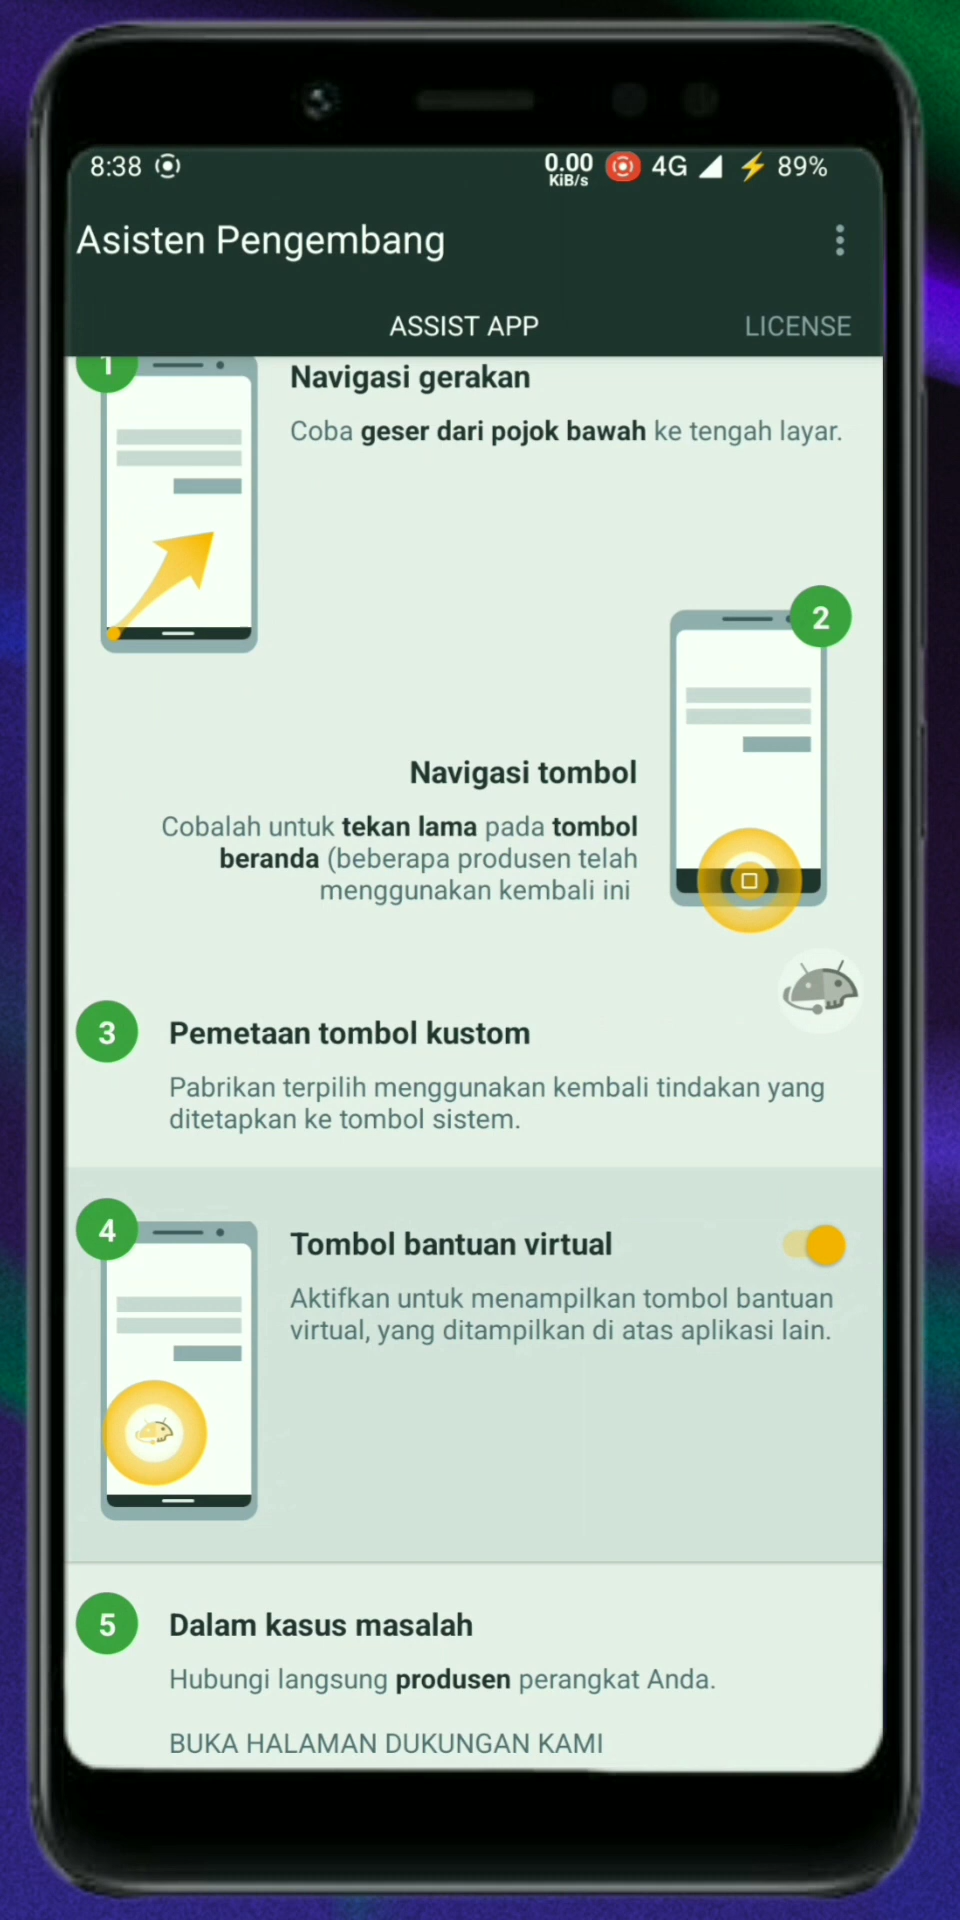 8:38 0.00 KiB/s 4G 89%
Asisten Pengembang
ASSIST APP LICENSE
1
Navigasi gerakan
Coba geser dari pojok bawah ke tengah layar.
2
Navigasi tombol
Cobalah untuk tekan lama pada tombol
beranda (beberapa produsen telah
menggunakan kembali ini
3 Pemetaan tombol kustom
Pabrikan terpilih menggunakan kembali tindakan yang
ditetapkan ke tombol sistem.
4
Tombol bantuan virtual
Aktifkan untuk menampilkan tombol bantuan
virtual, yang ditampilkan di atas aplikasi lain.
5 Dalam kasus masalah
Hubungi langsung produsen perangkat Anda.
BUKA HALAMAN DUKUNGAN KAMI